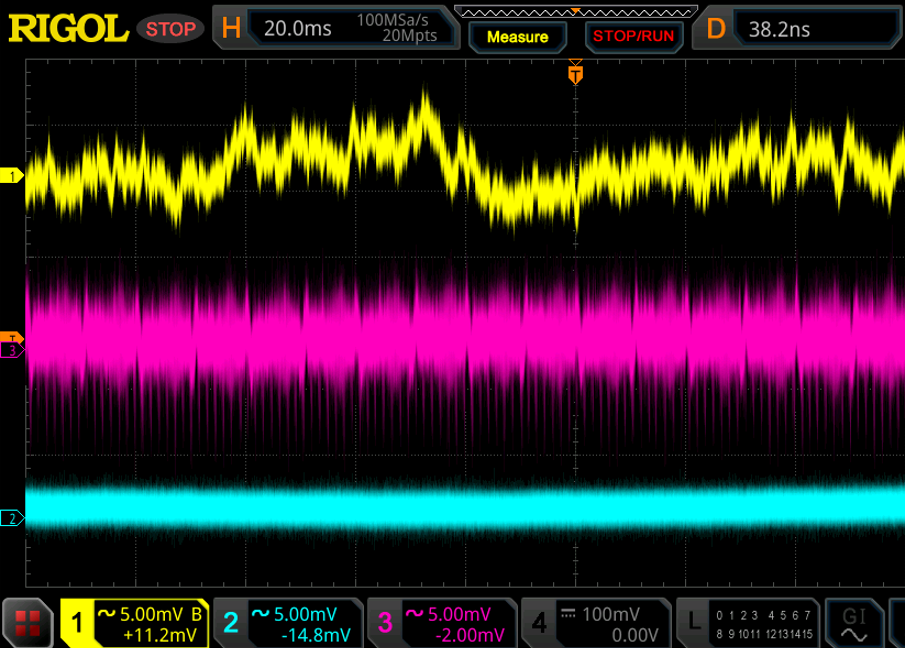 RIGOL STOP H 20.0ms 100MSa/s 20Mpts Measure STOP/RUN D 38.2ns
T
1
T
3
2
1 5.00mV B +11.2mV
2 5.00mV -14.8mV
3 5.00mV -2.00mV
4 100mV 0.00V
L 0 1 2 3 4 5 6 7
8 9 10 11 12 13 14 15
GI